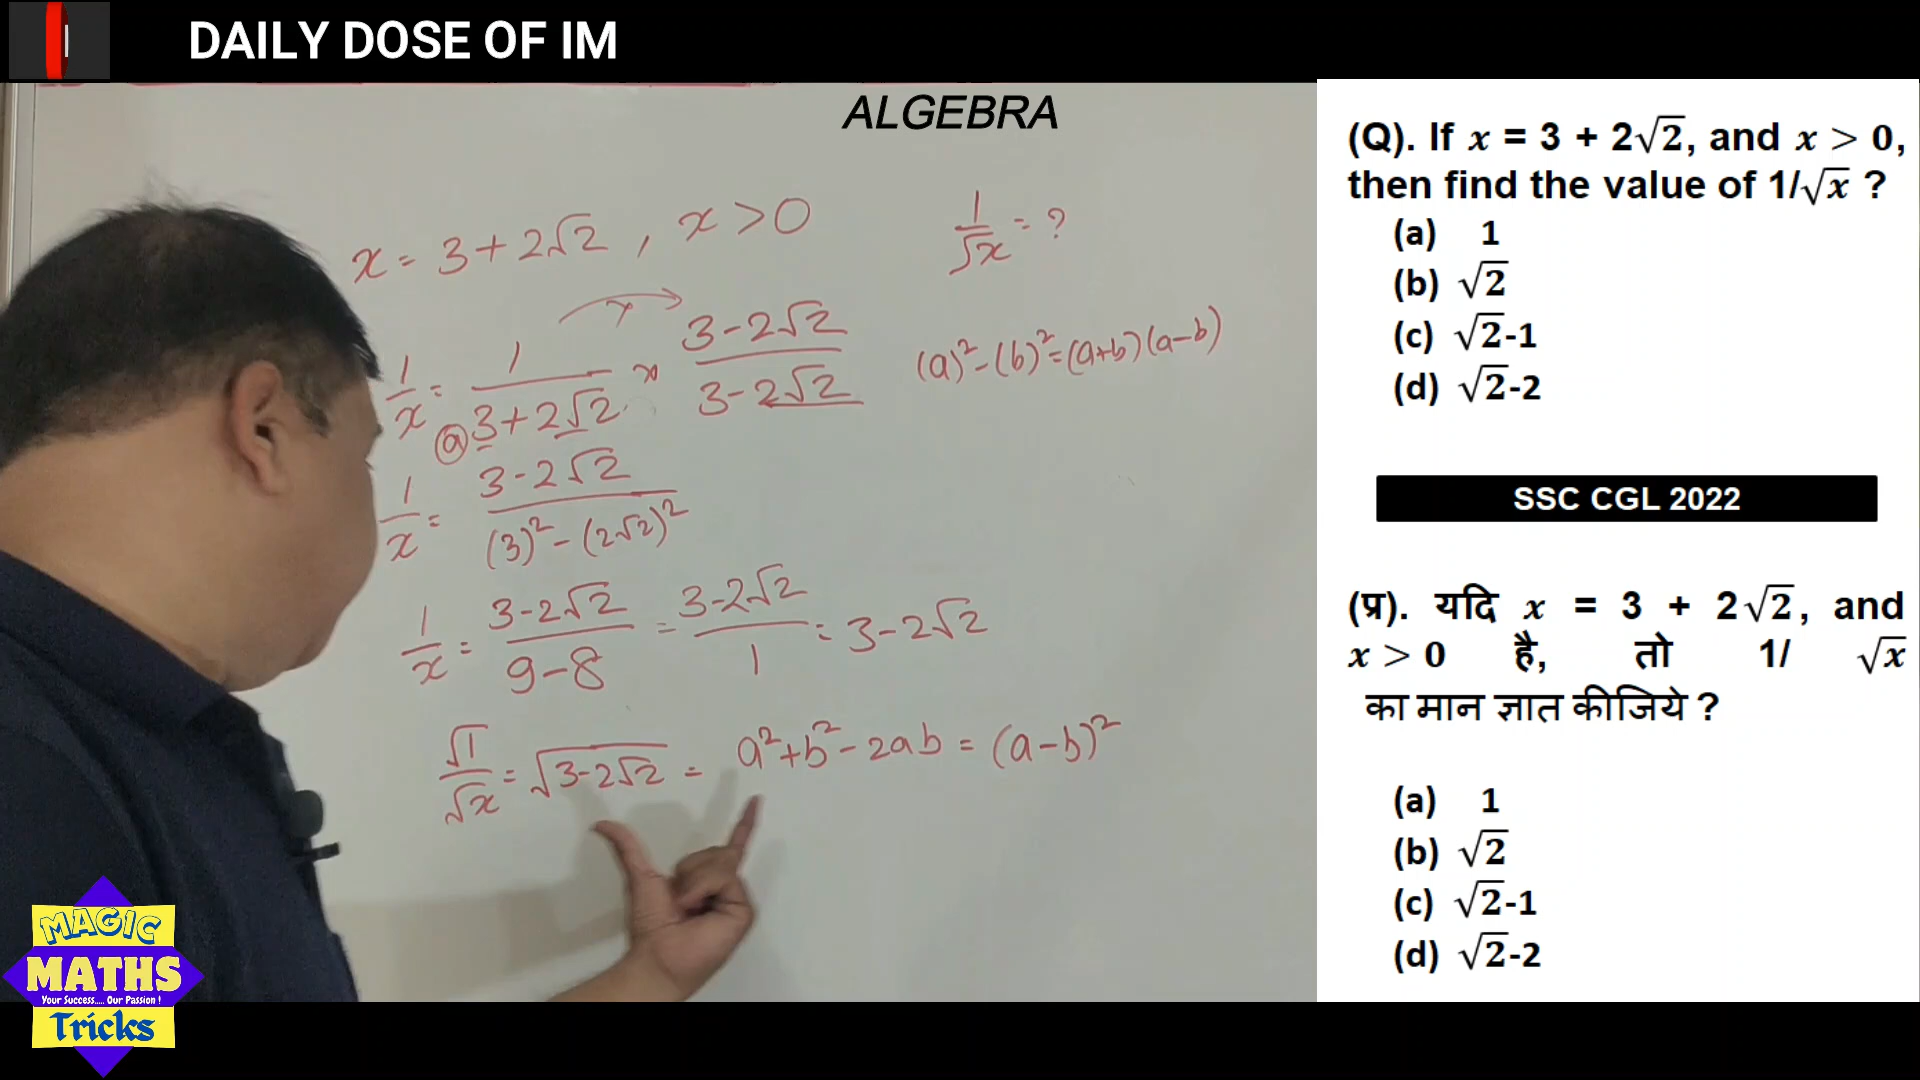 DAILY DOSE OF IM
ALGEBRA
x = 3 + 2√2 , x > 0
1/√x = ?
1/x = 1/(3 + 2√2) × (3 - 2√2)/(3 - 2√2)
(a)² - (b)² = (a+b)(a-b)
a
1/x = (3 - 2√2)/((3)² - (2√2)²)
1/x = (3 - 2√2)/(9 - 8) = (3 - 2√2)/1 = 3 - 2√2
√1/√x = √(3 - 2√2) = a² + b² - 2ab = (a - b)²
(Q). If x = 3 + 2√2, and x > 0,
then find the value of 1/√x ?
(a) 1
(b) √2
(c) √2-1
(d) √2-2
SSC CGL 2022
(प्र). यदि x = 3 + 2√2, and
x > 0 है, तो 1/ √x
का मान ज्ञात कीजिये ?
(a) 1
(b) √2
(c) √2-1
(d) √2-2
MAGIC
MATHS
Your Success.... Our Passion !
Tricks